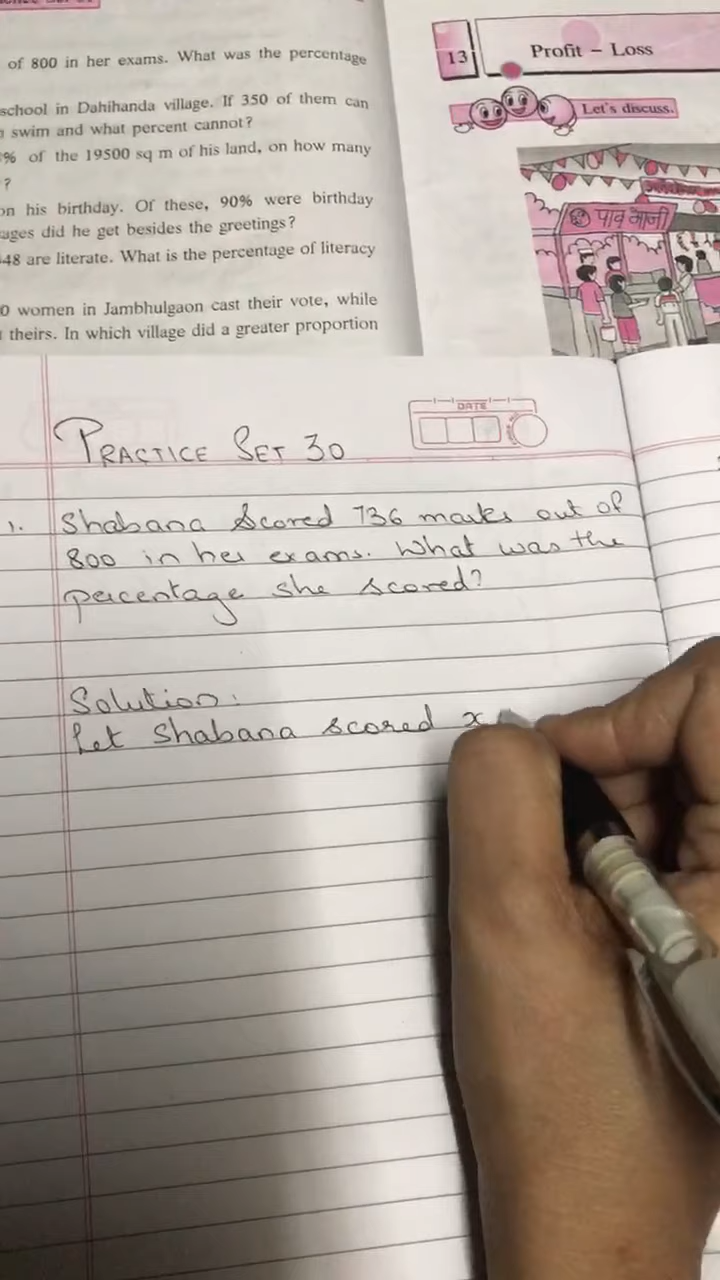 of 800 in her exams. What was the percentage
school in Dahihanda village. If 350 of them can
swim and what percent cannot?
% of the 19500 sq m of his land, on how many
?
on his birthday. Of these, 90% were birthday
ages did he get besides the greetings?
48 are literate. What is the percentage of literacy
0 women in Jambhulgaon cast their vote, while
theirs. In which village did a greater proportion
13 Profit – Loss
Let's discuss.
पाव भाजी
DATE
PRACTICE SET 30
1. Shabana Scored 736 marks out of
800 in her exams. What was the
percentage she scored?
Solution:
Let Shabana scored x